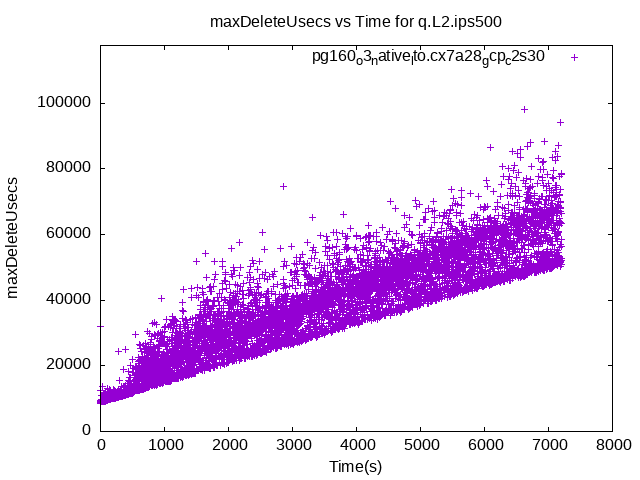 maxDeleteUsecs vs Time for q.L2.ips500
pg160o3native_lto.cx7a28gcpc2s30
100000
80000
60000
40000
20000
0
maxDeleteUsecs
0 1000 2000 3000 4000 5000 6000 7000 8000
Time(s)